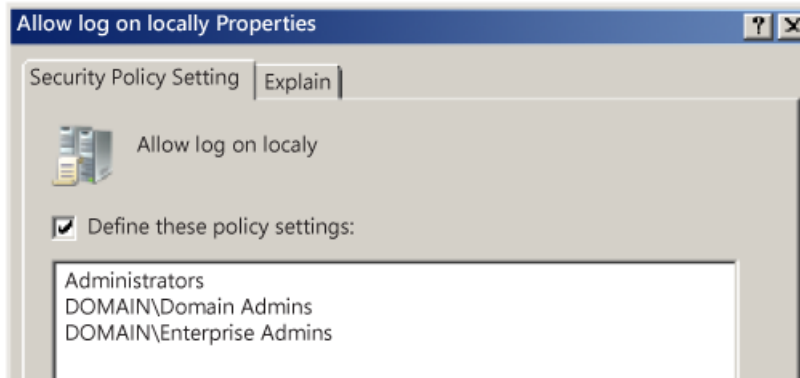 Allow log on locally Properties
Security Policy Setting
Explain
Allow log on localy
Define these policy settings:
Administrators
DOMAIN\Domain Admins
DOMAIN\Enterprise Admins